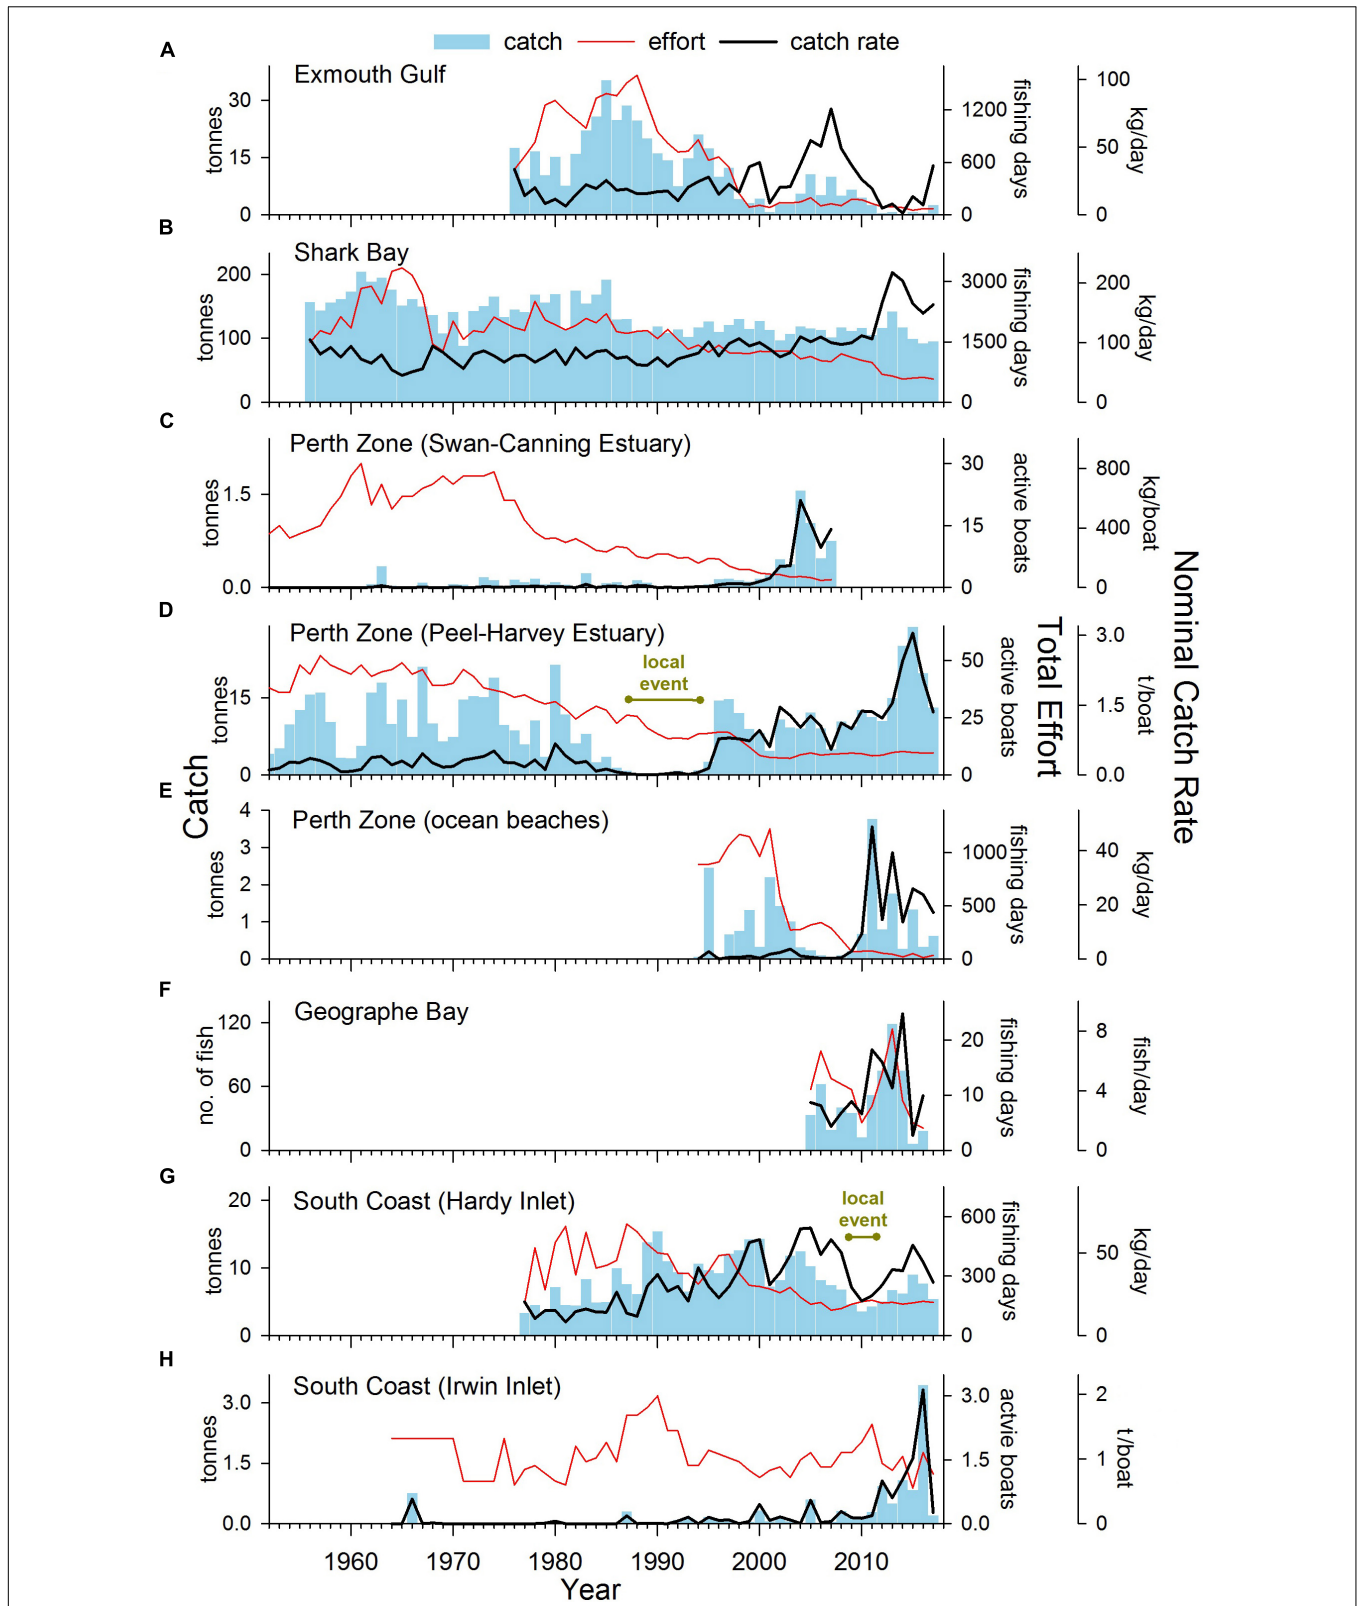 A
catch effort catch rate
Exmouth Gulf
30
15
0
tonnes
1200
600
0
fishing days
100
50
0
kg/day
B
Shark Bay
200
100
0
tonnes
3000
1500
0
fishing days
200
100
0
kg/day
C
Perth Zone (Swan-Canning Estuary)
1.5
0.0
tonnes
30
15
0
active boats
800
400
0
kg/boat
D
Perth Zone (Peel-Harvey Estuary)
local
event
15
0
tonnes
50
25
0
active boats
3.0
1.5
0.0
t/boat
E
Perth Zone (ocean beaches)
4
3
2
1
0
tonnes
1000
500
0
fishing days
40
20
0
kg/day
F
Geographe Bay
120
60
0
no. of fish
20
10
0
fishing days
8
4
0
fish/day
G
South Coast (Hardy Inlet)
local
event
20
10
0
tonnes
600
300
0
fishing days
50
0
kg/day
H
South Coast (Irwin Inlet)
3.0
1.5
0.0
tonnes
3.0
1.5
0.0
actvie boats
2
1
0
t/boat
Catch
Total Effort
Nominal Catch Rate
1960 1970 1980 1990 2000 2010
Year